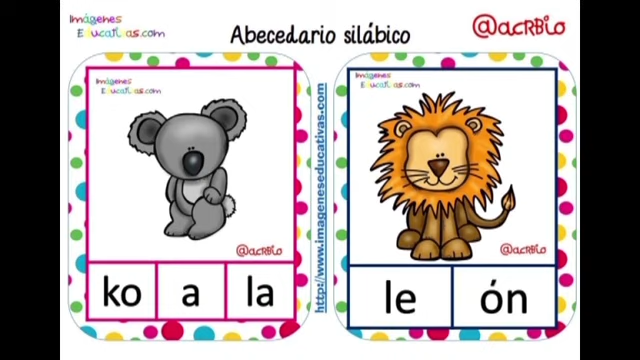 Imágenes
Educativas.com
Abecedario silábico
@acrbio
Imágenes
Educativas.com
@acrbio
ko a la
http://www.imageneseducativas.com
Imágenes
Educativas.com
@acrbio
le ón